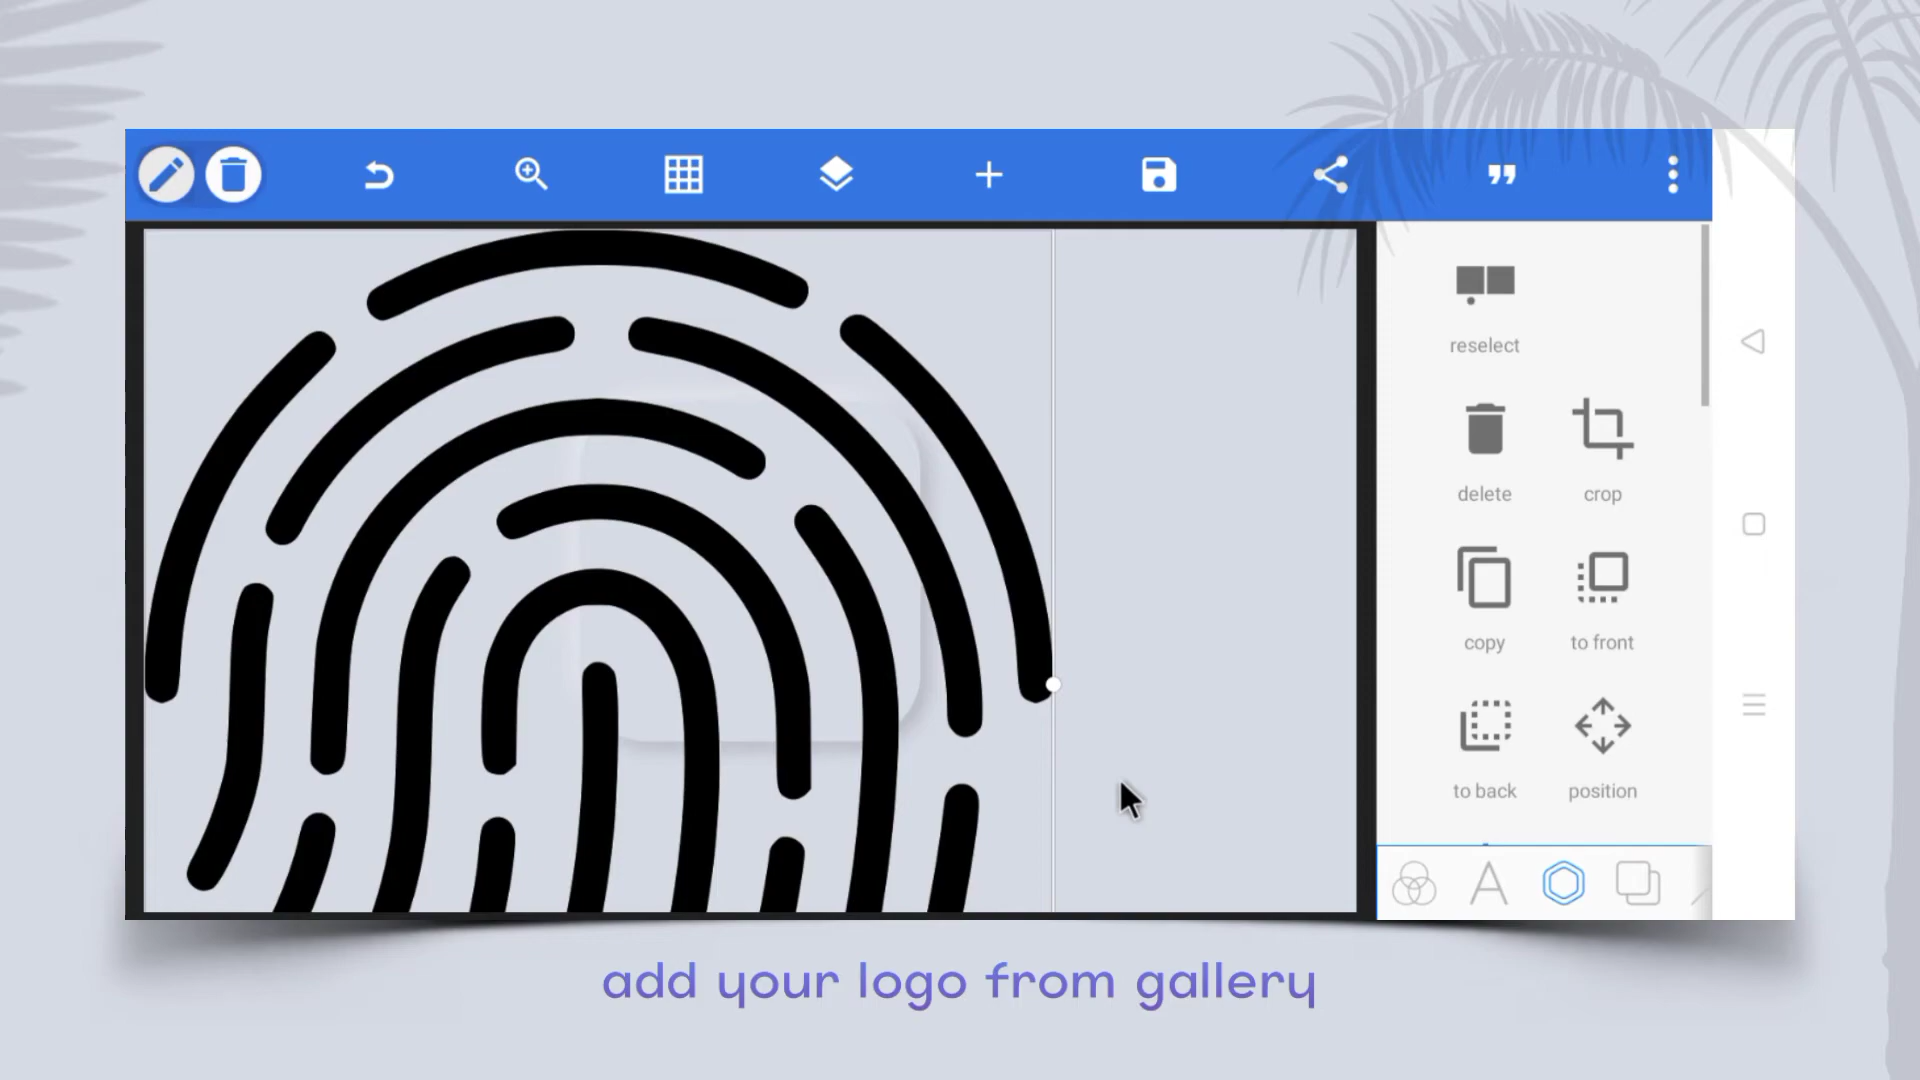 reselect
delete
crop
copy
to front
to back
position
add your logo from gallery